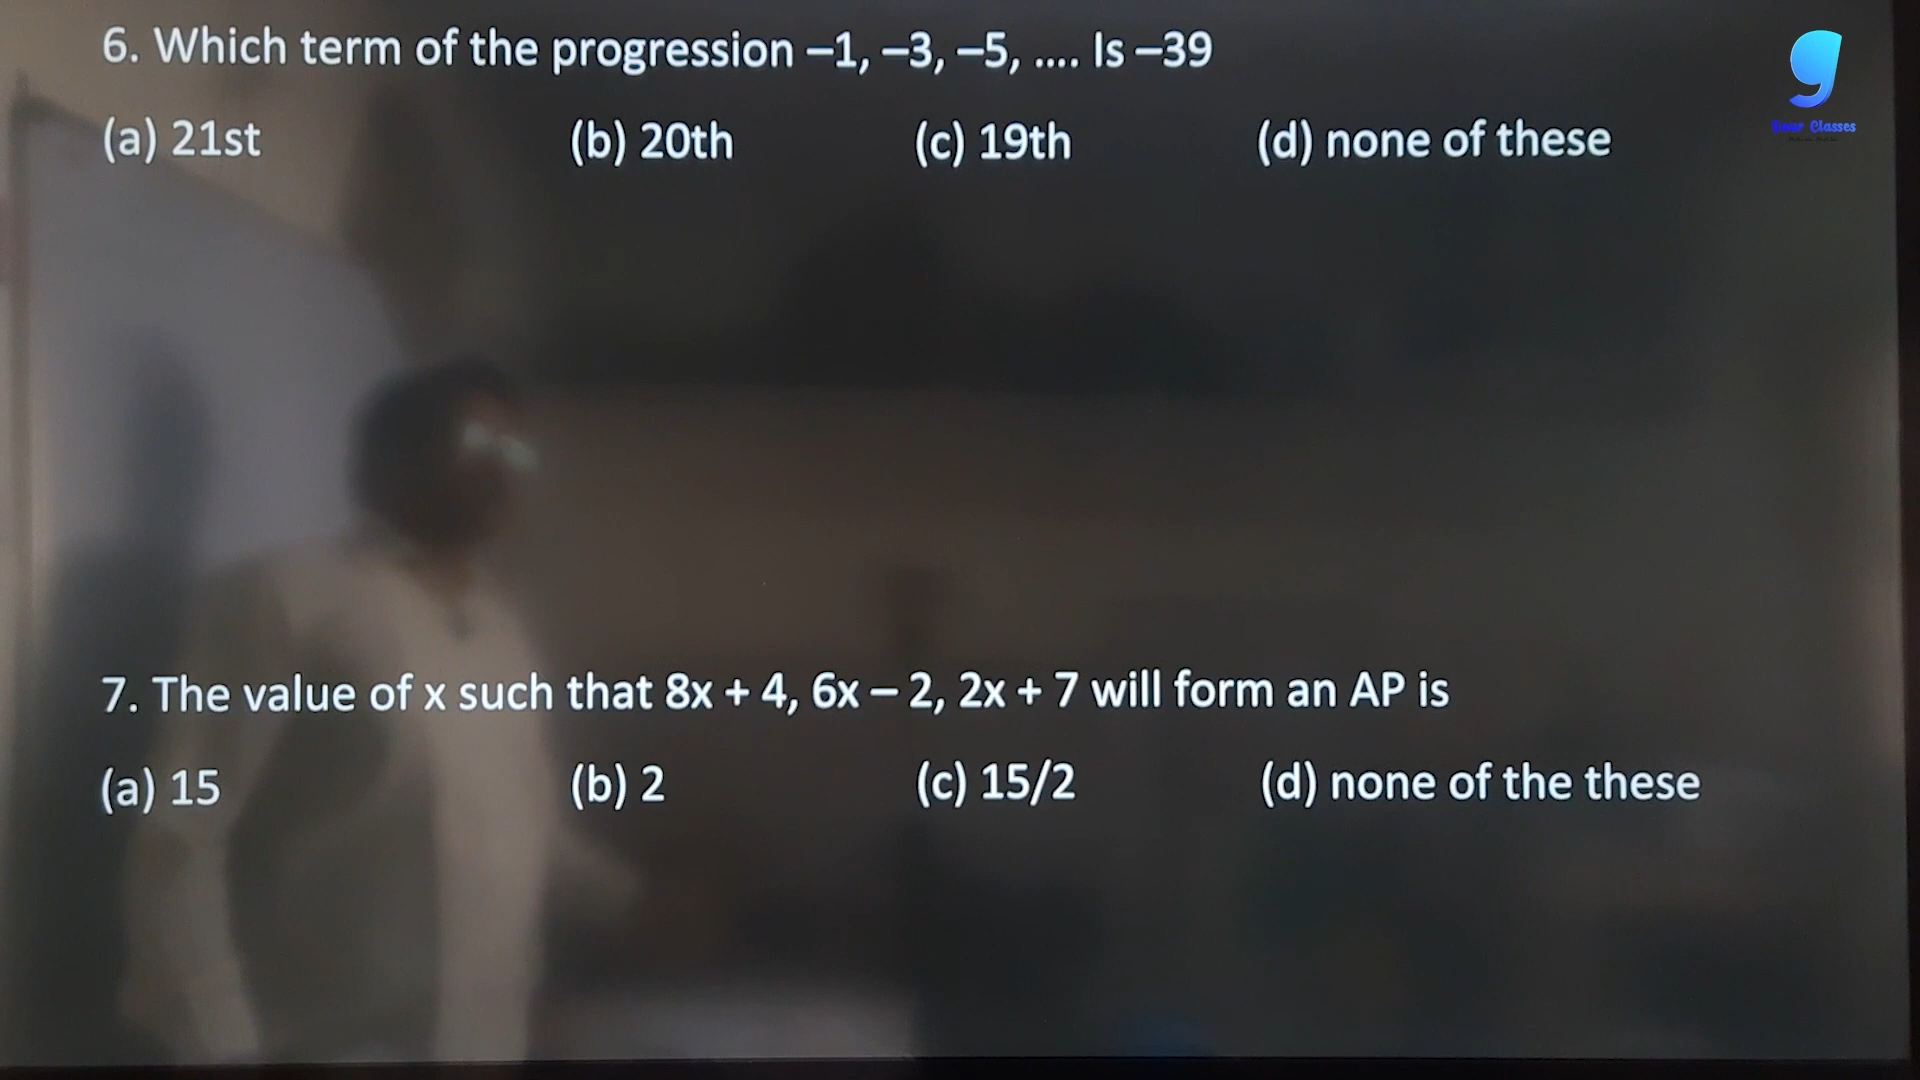 6. Which term of the progression –1, –3, –5, .... Is –39
(a) 21st (b) 20th (c) 19th (d) none of these
7. The value of x such that 8x + 4, 6x – 2, 2x + 7 will form an AP is
(a) 15 (b) 2 (c) 15/2 (d) none of the these
g
Classes